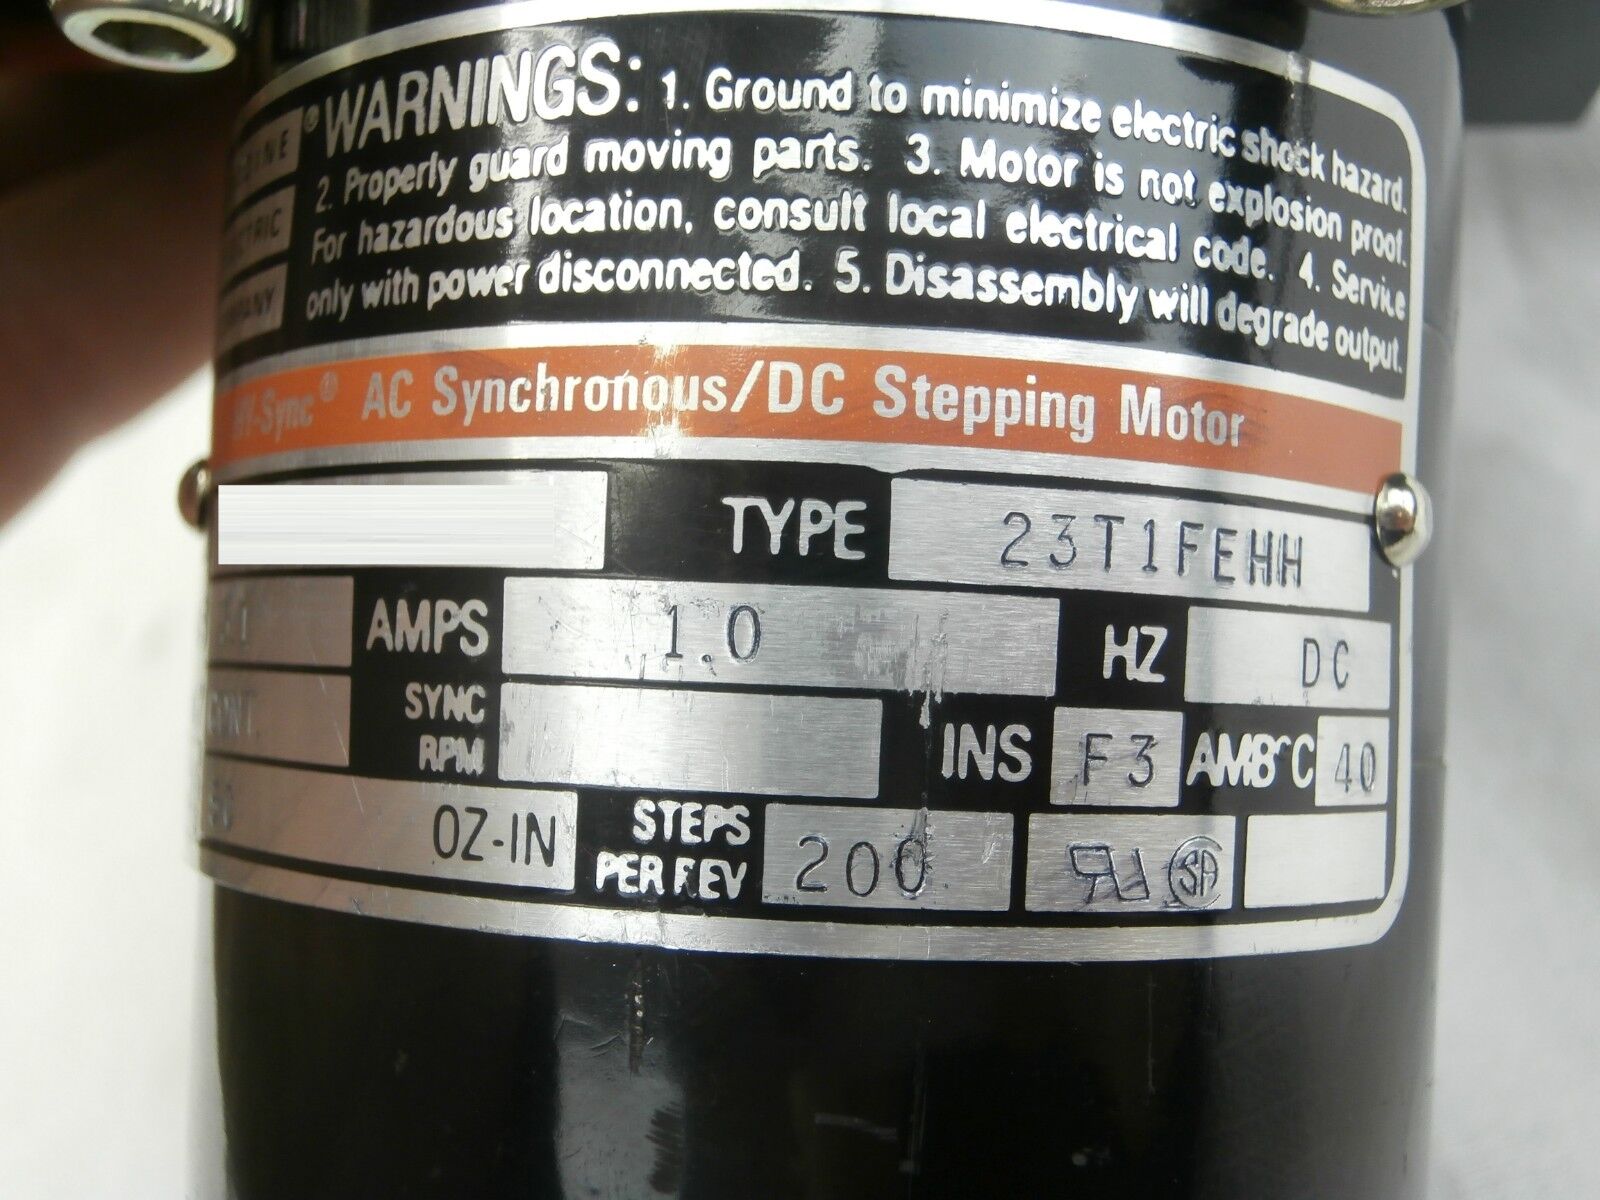 WARNINGS: 1. Ground to minimize electric shock hazard.
2. Properly guard moving parts. 3. Motor is not explosion proof.
For hazardous location, consult local electrical code. 4. Service
only with power disconnected. 5. Disassembly will degrade output.
HY-Sync® AC Synchronous/DC Stepping Motor
TYPE 23T1FEHH
AMPS 1.0 HZ DC
SYNC RPM INS F3 AMB°C 40
OZ-IN STEPS PER REV 200 SA